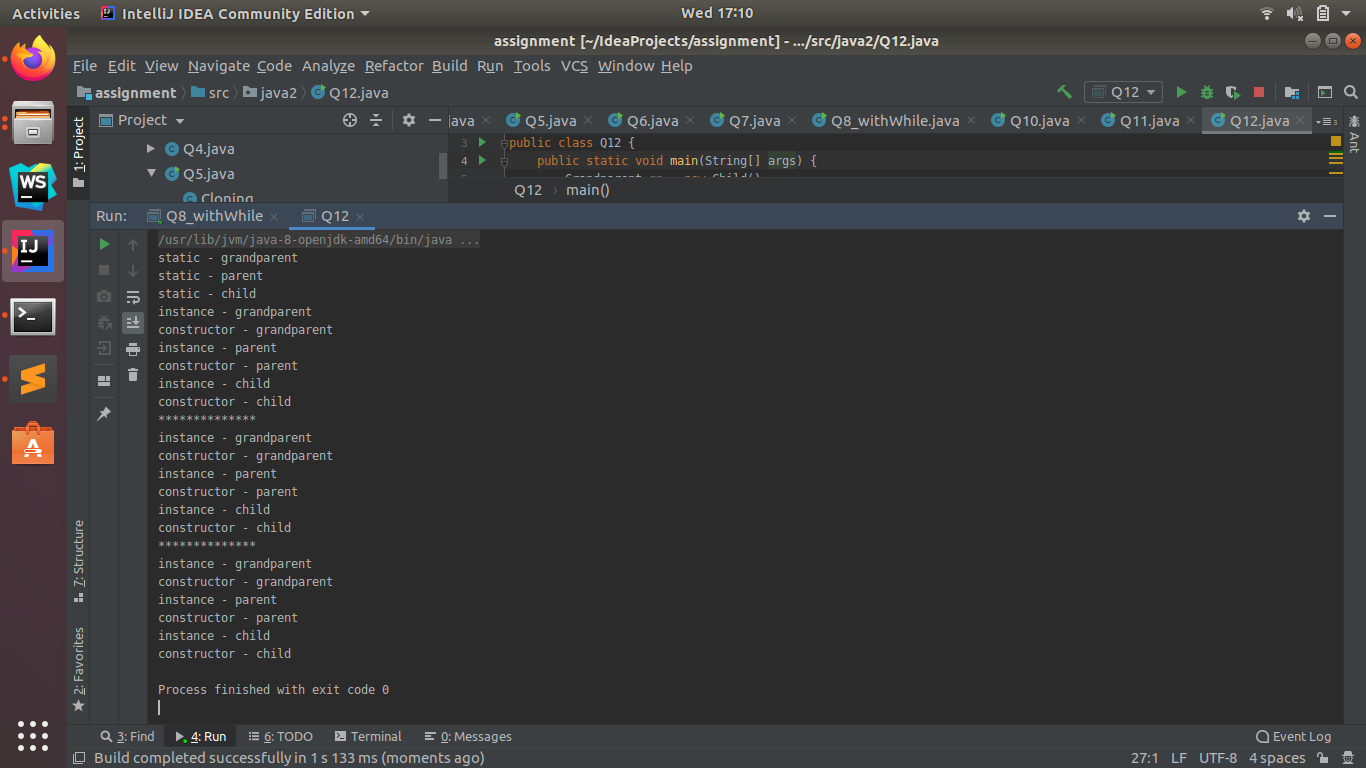 Activities IntelliJ IDEA Community Edition Wed 17:10
assignment [~/IdeaProjects/assignment] - .../src/java2/Q12.java
File Edit View Navigate Code Analyze Refactor Build Run Tools VCS Window Help
assignment src java2 Q12.java Q12
Project java Q5.java Q6.java Q7.java Q8_withWhile.java Q10.java Q11.java Q12.java
1: Project
Q4.java
Q5.java
Cloning
3 public class Q12 {
4 public static void main(String[] args) {
Q12 main()
Ant
Run: Q8_withWhile Q12
/usr/lib/jvm/java-8-openjdk-amd64/bin/java ...
static - grandparent
static - parent
static - child
instance - grandparent
constructor - grandparent
instance - parent
constructor - parent
instance - child
constructor - child
**************
instance - grandparent
constructor - grandparent
instance - parent
constructor - parent
instance - child
constructor - child
**************
instance - grandparent
constructor - grandparent
instance - parent
constructor - parent
instance - child
constructor - child
Process finished with exit code 0
7: Structure
2: Favorites
3: Find 4: Run 6: TODO Terminal 0: Messages Event Log
Build completed successfully in 1 s 133 ms (moments ago) 27:1 LF UTF-8 4 spaces